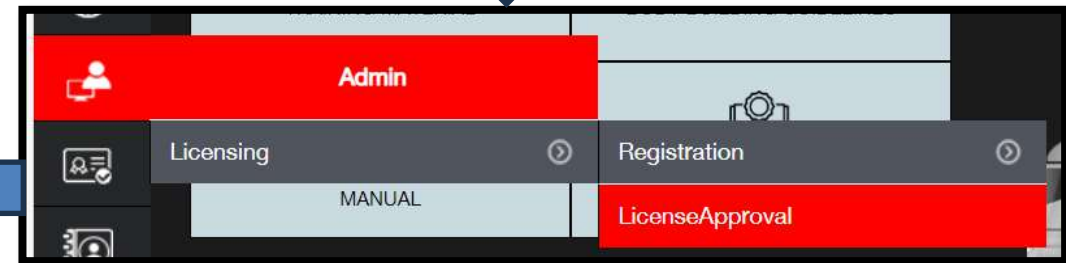 Admin
Licensing
Registration
MANUAL
LicenseApproval